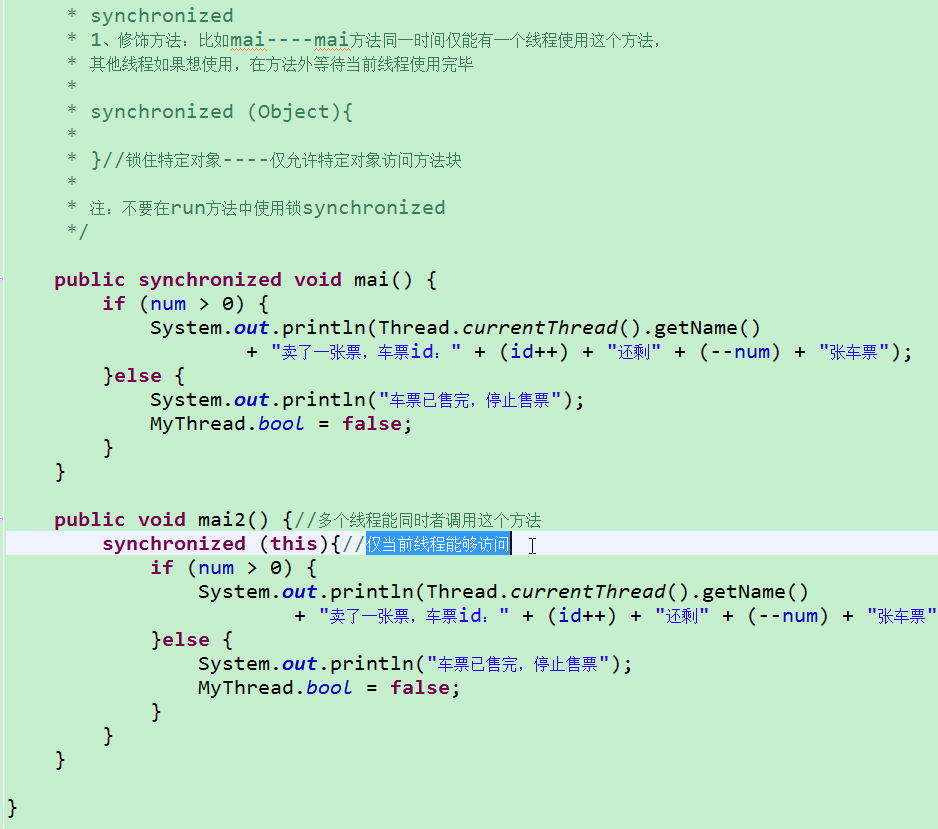 * synchronized
* 1、修饰方法：比如mai----mai方法同一时间仅能有一个线程使用这个方法，
* 其他线程如果想使用，在方法外等待当前线程使用完毕
*
* synchronized (Object){
*
* }//锁住特定对象----仅允许特定对象访问方法块
*
* 注：不要在run方法中使用锁synchronized
*/
public synchronized void mai() {
if (num > 0) {
System.out.println(Thread.currentThread().getName()
+ "卖了一张票，车票id：" + (id++) + "还剩" + (--num) + "张车票");
}else {
System.out.println("车票已售完，停止售票");
MyThread.bool = false;
}
}
public void mai2() {//多个线程能同时者调用这个方法
synchronized (this){//仅当前线程能够访问
if (num > 0) {
System.out.println(Thread.currentThread().getName()
+ "卖了一张票，车票id：" + (id++) + "还剩" + (--num) + "张车票"
}else {
System.out.println("车票已售完，停止售票");
MyThread.bool = false;
}
}
}
}